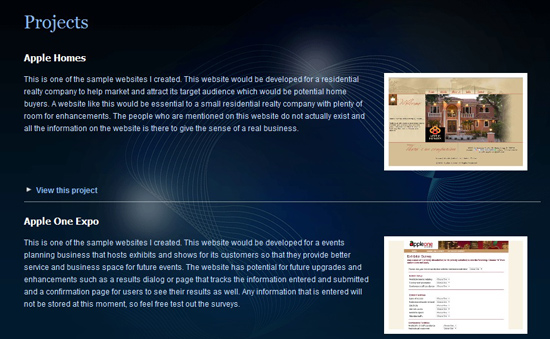 Projects
Apple Homes
This is one of the sample websites I created. This website would be developed for a residential
realty company to help market and attract its target audience which would be potential home
buyers. A website like this would be essential to a small residential realty company with plenty of
room for enhancements. The people who are mentioned on this website do not actually exist and
all the information on the website is there to give the sense of a real business.
Welcome
View this project
Apple One Expo
This is one of the sample websites I created. This website would be developed for a events
planning business that hosts exhibits and shows for its customers so that they provide better
service and business space for future events. The website has potential for future upgrades and
enhancements such as a results dialog or page that tracks the information entered and submitted
and a confirmation page for users to see their results as well. Any information that is entered will
not be stored at this moment, so feel free test out the surveys.
appleone
Exhibitor Survey